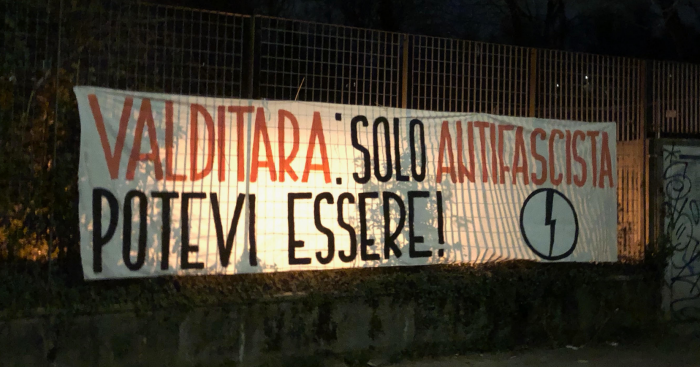 VALDITARA: SOLO ANTIFASCISTA
POTEVI ESSERE!